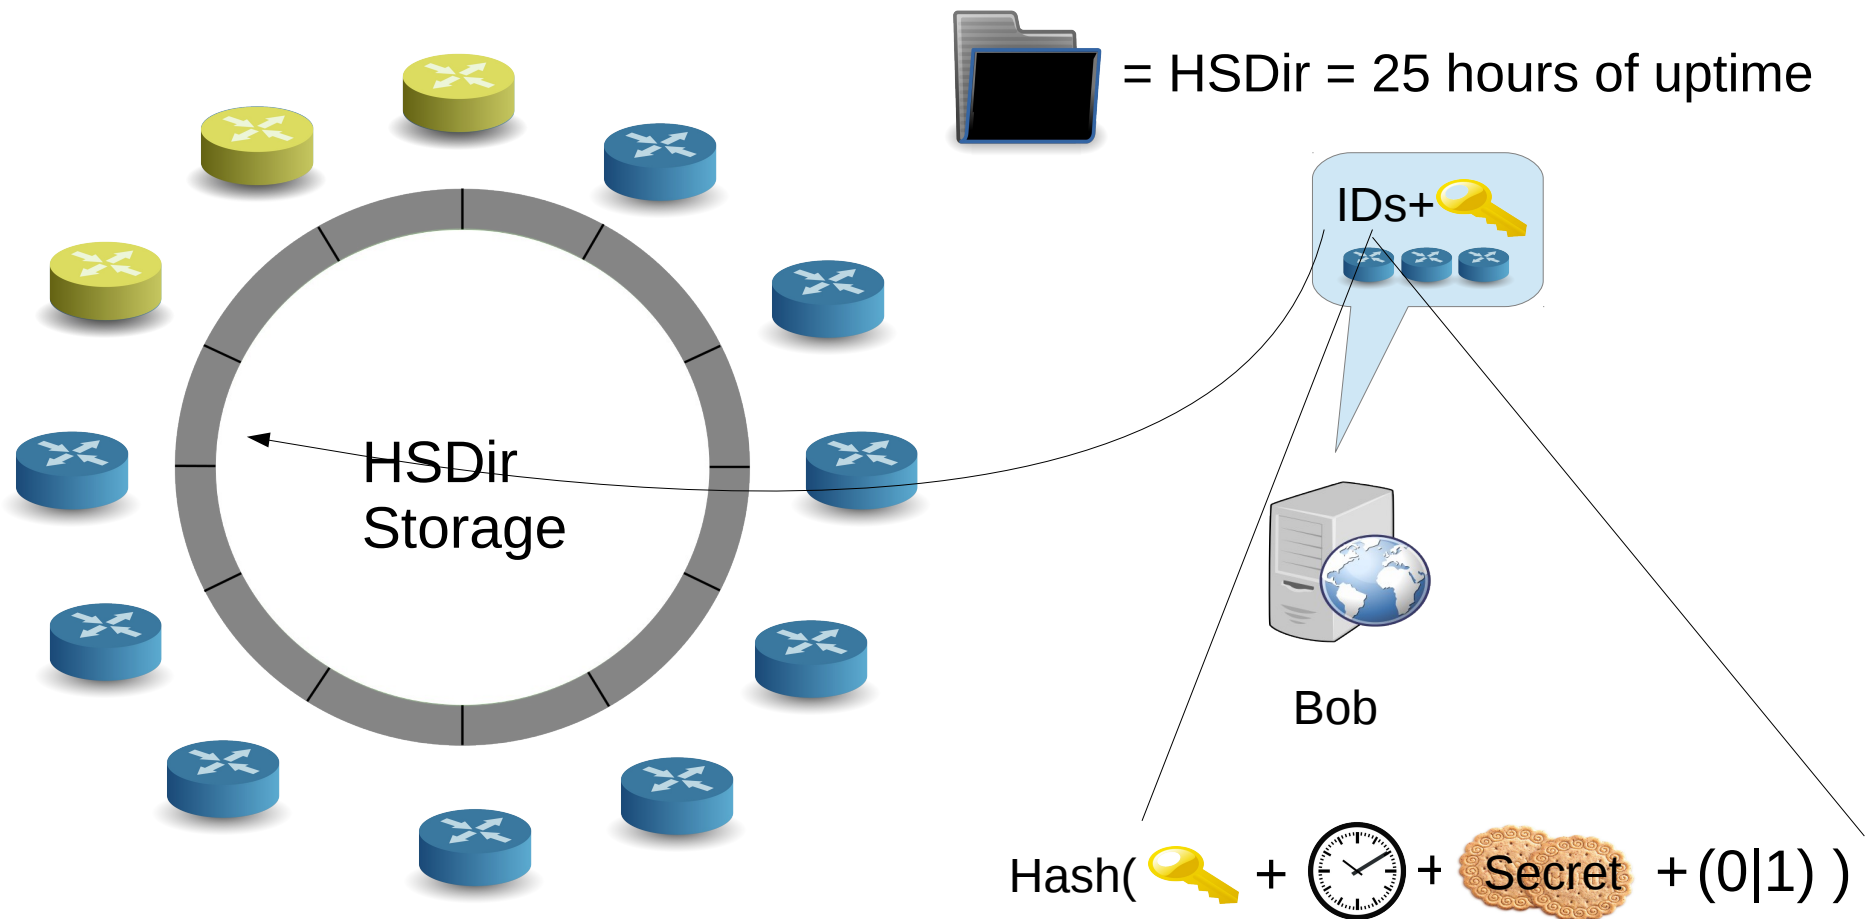 = HSDir = 25 hours of uptime
IDs+
HSDir
Storage
Bob
Hash( + + Secret + (0|1) )